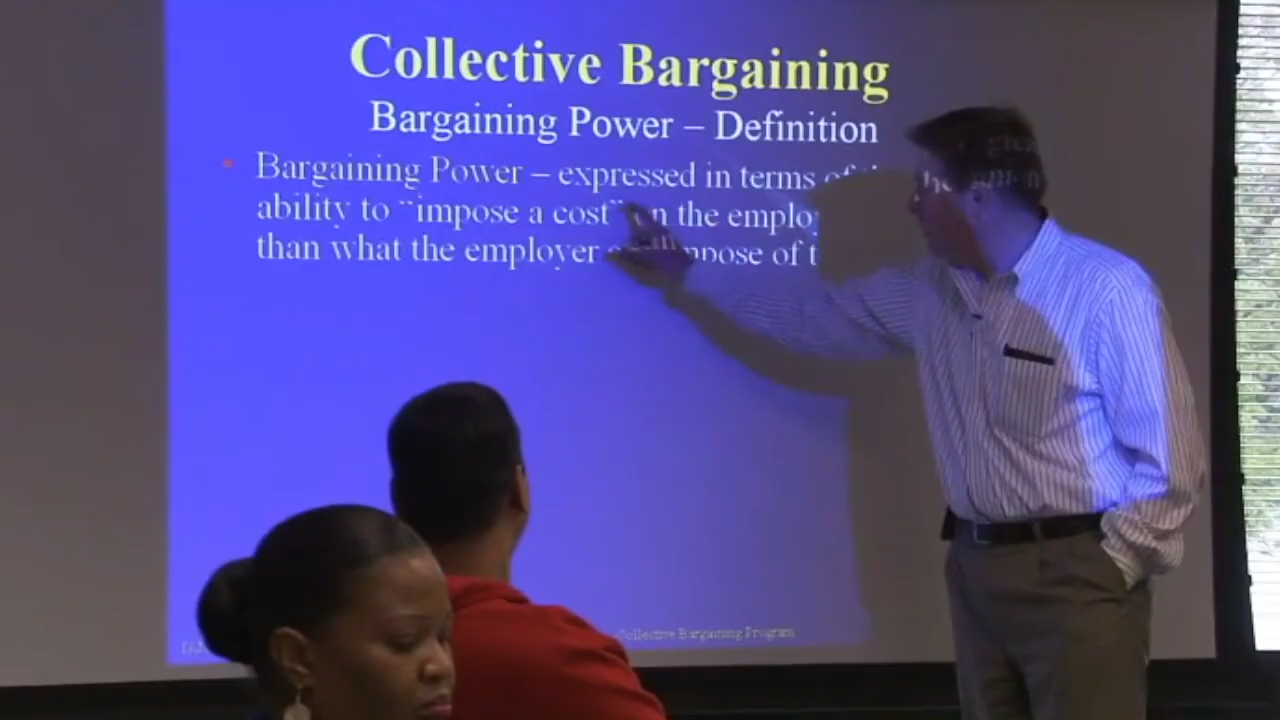 Collective Bargaining
Bargaining Power – Definition
Bargaining Power – expressed in terms of
ability to “impose a cost” on the
than what the employer
of
Collective Bargaining Program